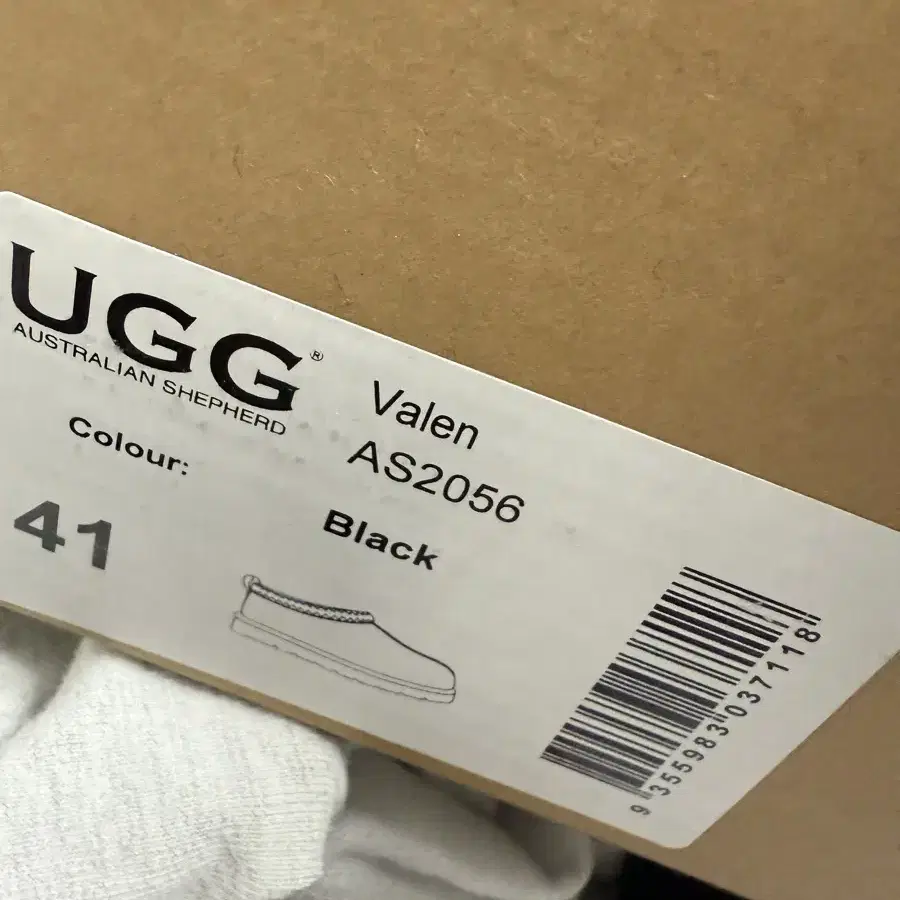 UGG®
AUSTRALIAN SHEPHERD
Valen
AS2056
Colour:
Black
41
9 355983 037118